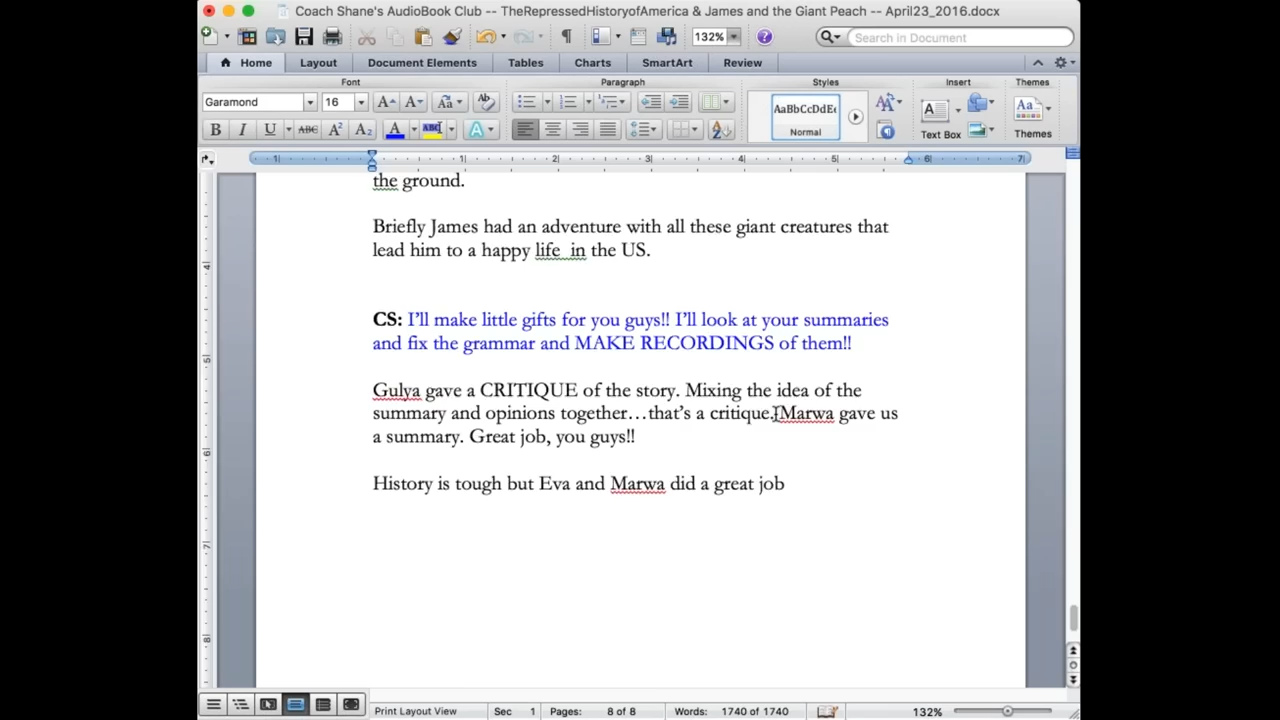 Coach Shane's AudioBook Club -- TheRepressedHistoryofAmerica & James and the Giant Peach -- April23_2016.docx
132%
Search in Document
Home Layout Document Elements Tables Charts SmartArt Review
Font Paragraph Styles Insert Themes
Garamond 16
AaBbCcDdE
Normal
Text Box
Themes
the ground.
Briefly James had an adventure with all these giant creatures that
lead him to a happy life  in the US.
CS: I'll make little gifts for you guys!! I'll look at your summaries
and fix the grammar and MAKE RECORDINGS of them!!
Gulya gave a CRITIQUE of the story. Mixing the idea of the
summary and opinions together…that's a critique. Marwa gave us
a summary. Great job, you guys!!
History is tough but Eva and Marwa did a great job
Print Layout View Sec 1 Pages: 8 of 8 Words: 1740 of 1740 132%